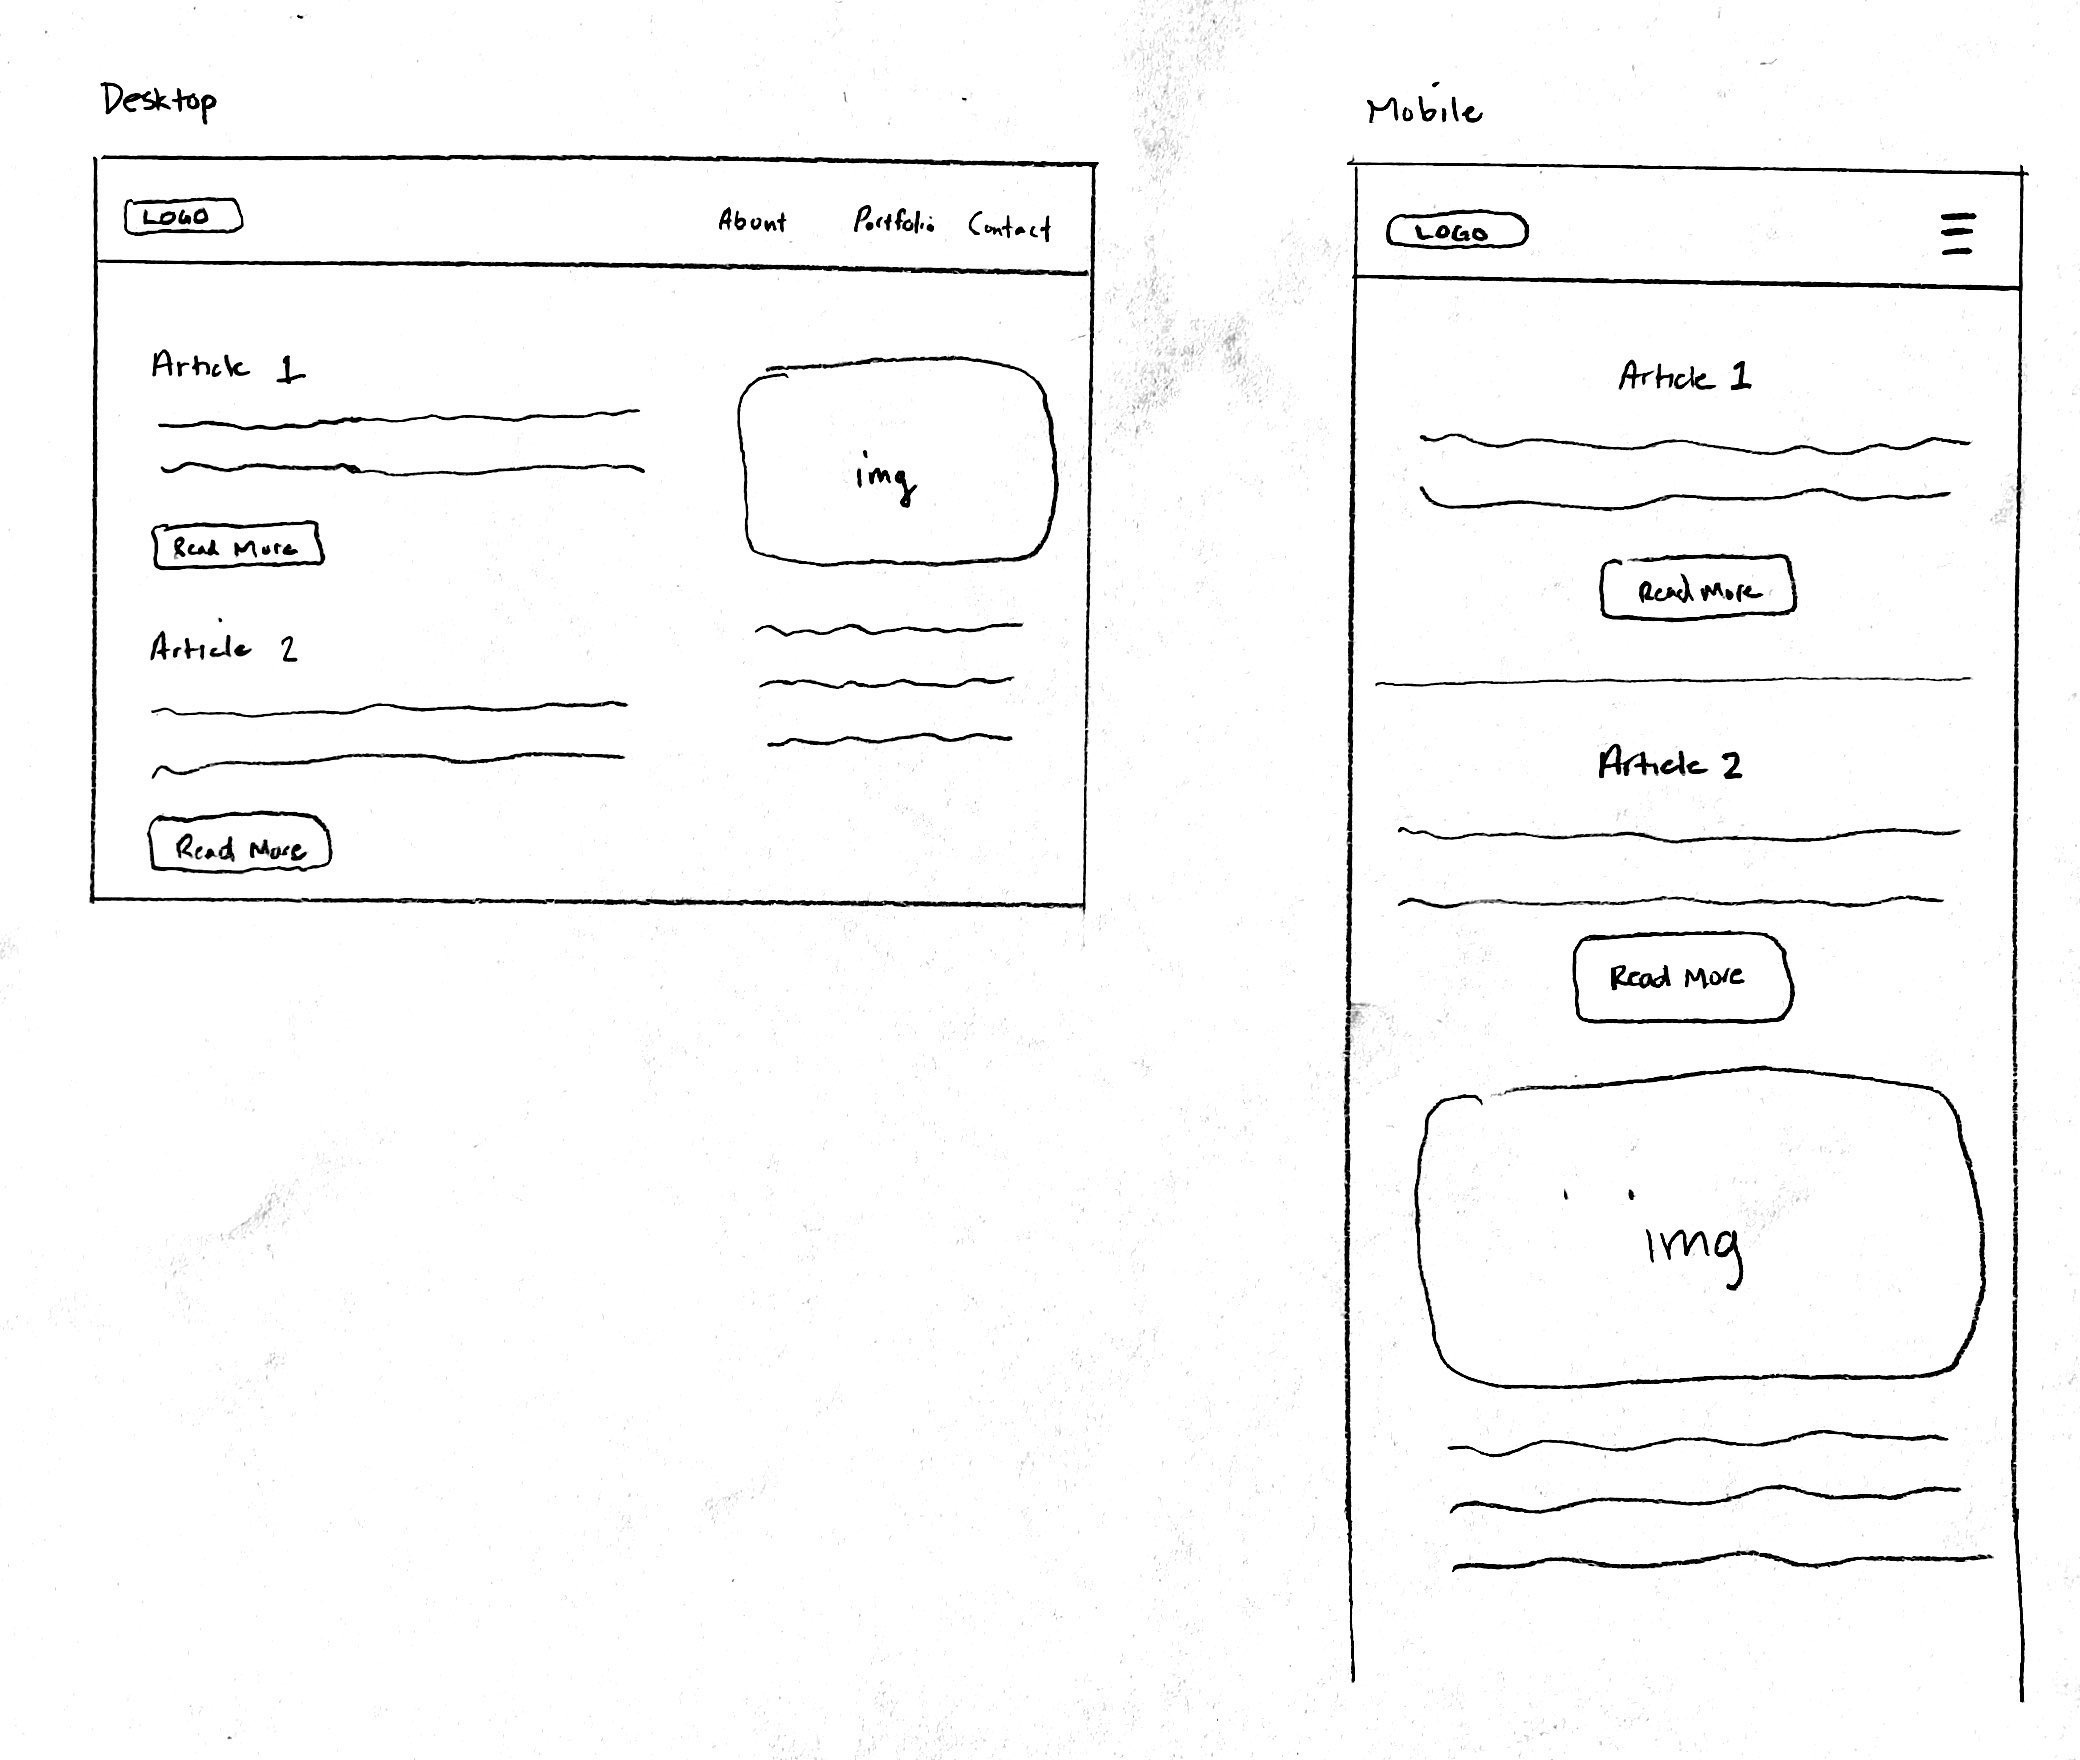 Desktop
LOGO
About Portfolio Contact
Article 1
Read More
Article 2
Read More
img
Mobile
LOGO
Article 1
Read More
Article 2
Read More
img